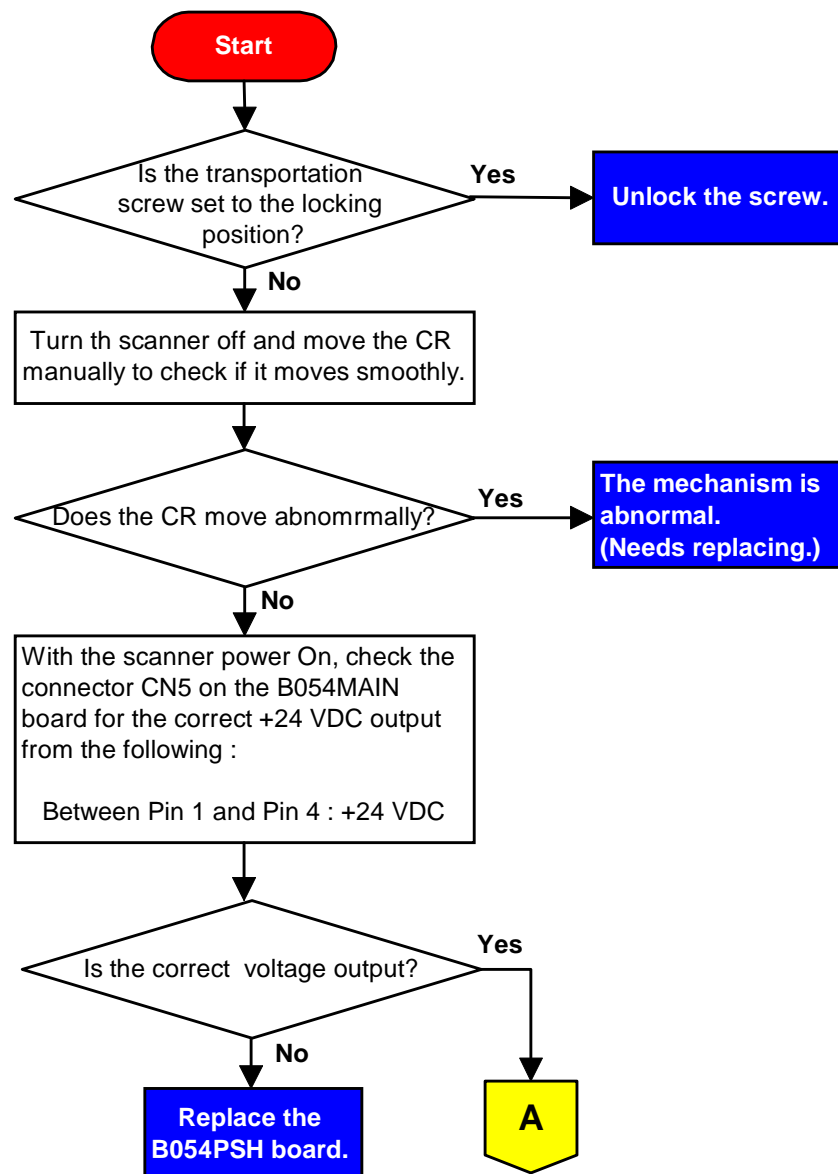 Start
Is the transportation
screw set to the locking
position?
Yes
Unlock the screw.
No
Turn th scanner off and move the CR
manually to check if it moves smoothly.
Does the CR move abnomrmally?
Yes
The mechanism is
abnormal.
(Needs replacing.)
No
With the scanner power On, check the
connector CN5 on the B054MAIN
board for the correct +24 VDC output
from the following :
Between Pin 1 and Pin 4 : +24 VDC
Is the correct voltage output?
Yes
No
Replace the
B054PSH board.
A